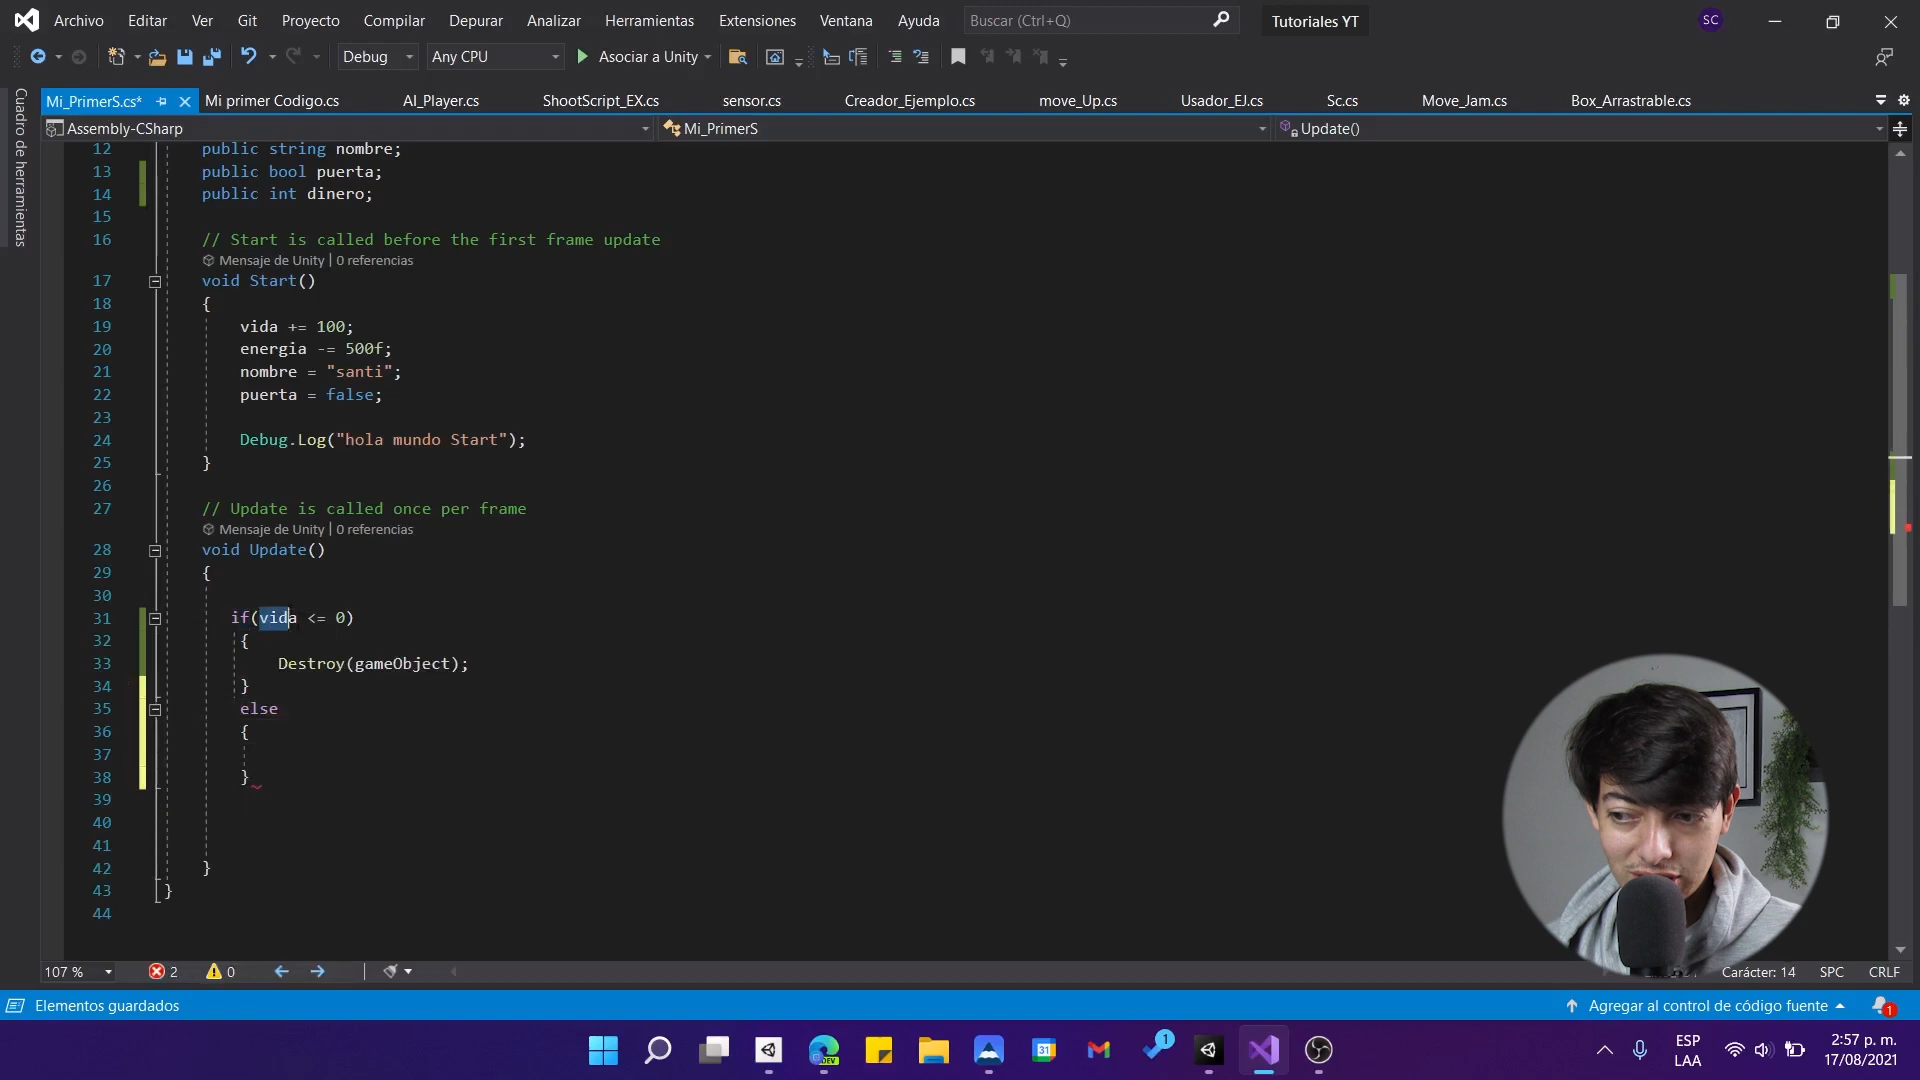 Archivo Editar Ver Git Proyecto Compilar Depurar Analizar Herramientas Extensiones Ventana Ayuda Buscar (Ctrl+Q) Tutoriales YT SC
Debug Any CPU Asociar a Unity
Mi_PrimerS.cs* Mi primer Codigo.cs AI_Player.cs ShootScript_EX.cs sensor.cs Creador_Ejemplo.cs move_Up.cs Usador_EJ.cs Sc.cs Move_Jam.cs Box_Arrastrable.cs
Cuadro de herramientas
Assembly-CSharp Mi_PrimerS Update()
12 public string nombre;
13 public bool puerta;
14 public int dinero;
15
16 // Start is called before the first frame update
Mensaje de Unity | 0 referencias
17 void Start()
18 {
19 vida += 100;
20 energia -= 500f;
21 nombre = "santi";
22 puerta = false;
23
24 Debug.Log("hola mundo Start");
25 }
26
27 // Update is called once per frame
Mensaje de Unity | 0 referencias
28 void Update()
29 {
30
31 if(vida <= 0)
32 {
33 Destroy(gameObject);
34 }
35 else
36 {
37
38 }
39
40
41
42 }
43 }
44
107 % 2 0 Carácter: 14 SPC CRLF
Elementos guardados Agregar al control de código fuente 1
DEV 31 1 ESP LAA 2:57 p. m. 17/08/2021